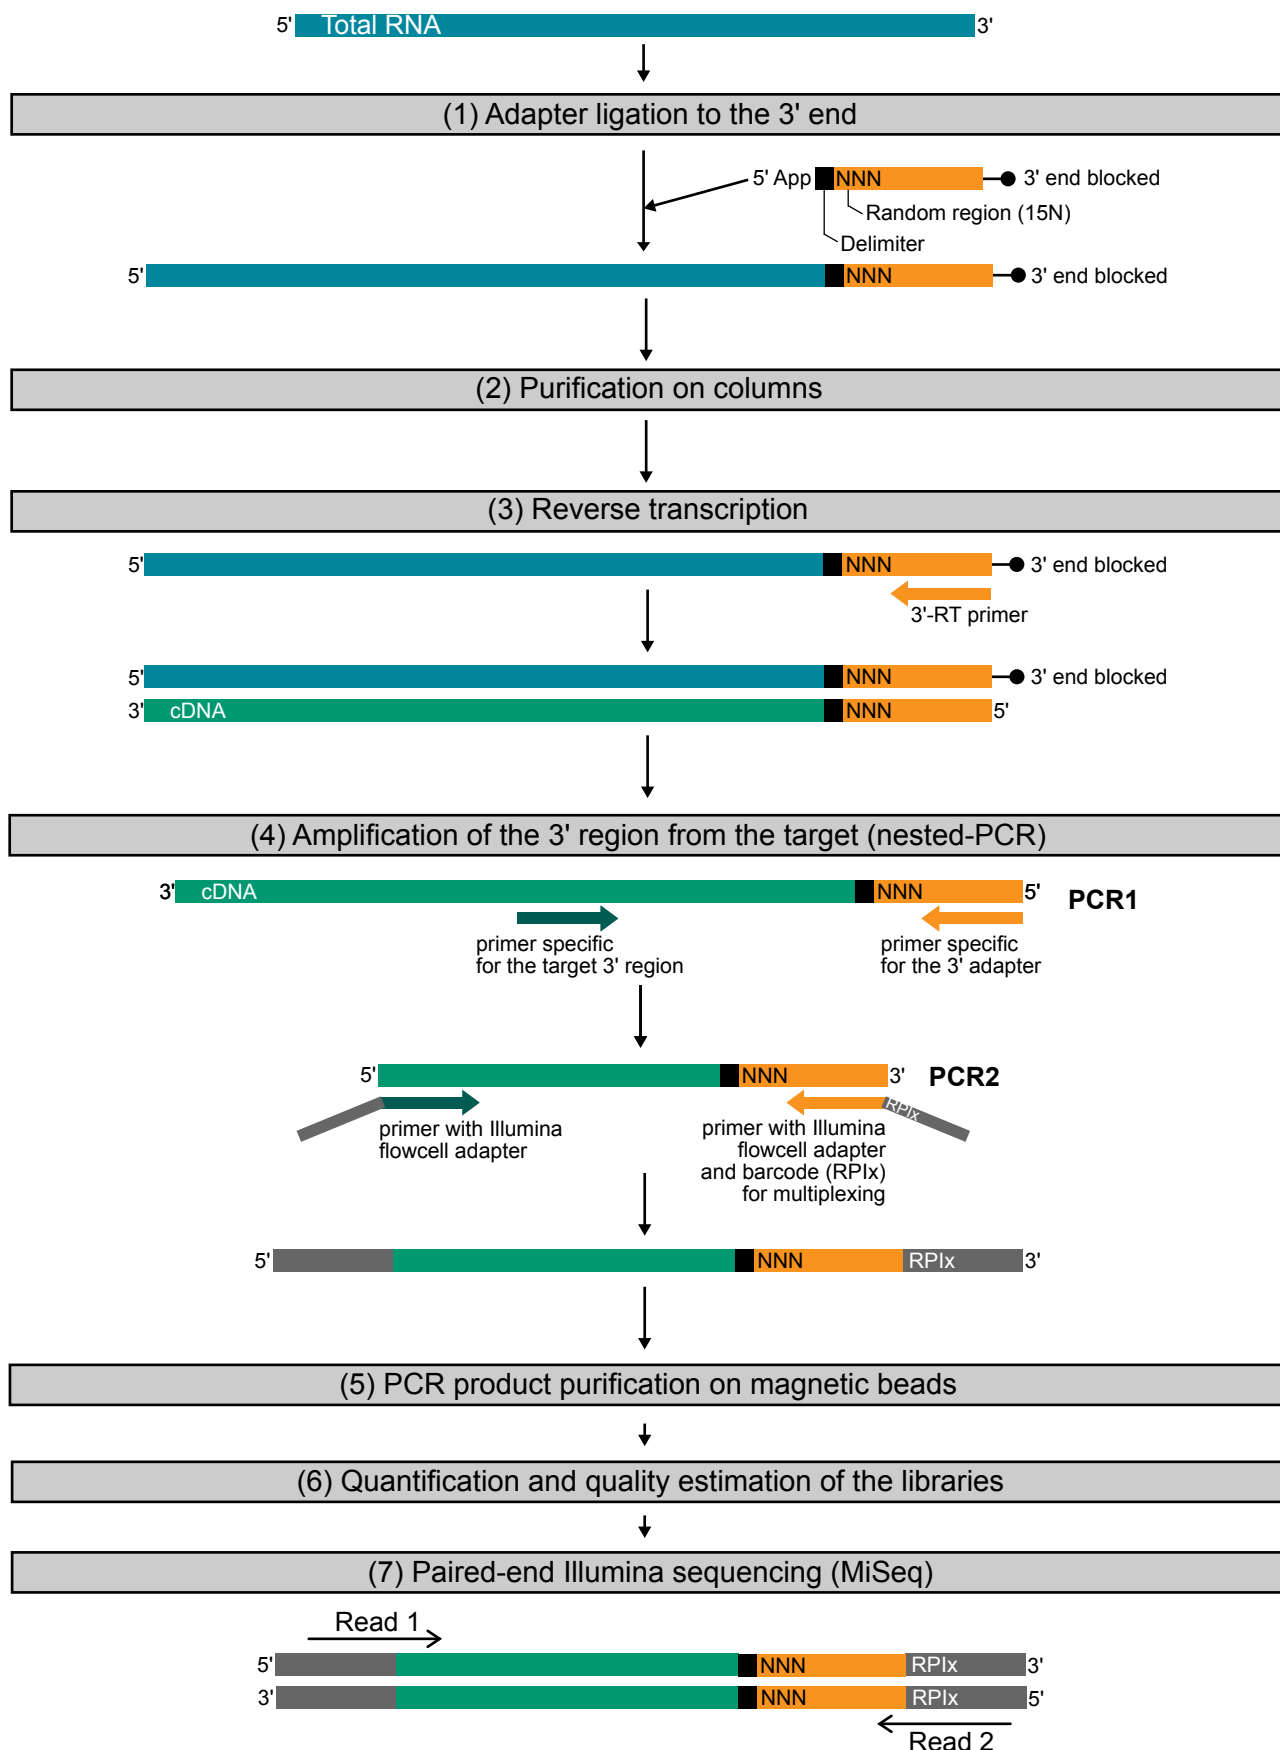 5' Total RNA 3'
(1) Adapter ligation to the 3' end
5' App NNN 3' end blocked
Random region (15N)
Delimiter
5' NNN 3' end blocked
(2) Purification on columns
(3) Reverse transcription
5' NNN 3' end blocked
3'-RT primer
5' NNN 3' end blocked
3' cDNA NNN 5'
(4) Amplification of the 3' region from the target (nested-PCR)
3' cDNA NNN 5' PCR1
primer specific
for the target 3' region
primer specific
for the 3' adapter
5' NNN 3' PCR2
RPIx
primer with Illumina
flowcell adapter
primer with Illumina
flowcell adapter
and barcode (RPIx)
for multiplexing
5' NNN RPIx 3'
(5) PCR product purification on magnetic beads
(6) Quantification and quality estimation of the libraries
(7) Paired-end Illumina sequencing (MiSeq)
Read 1
5' NNN RPIx 3'
3' NNN RPIx 5'
Read 2